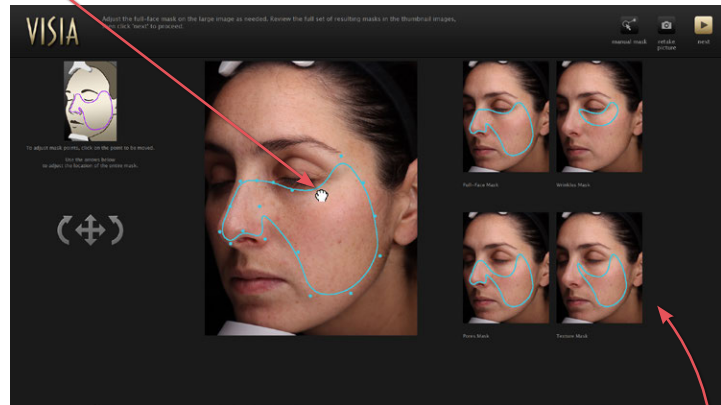 VISIA
Adjust the full-face mask on the large image as needed. Review the full set of resulting masks in the thumbnail images,
then click 'next' to proceed.
manual mask
retake
picture
next
To adjust mask points, click on the point to be moved.
Use the arrows below
to adjust the location of the entire mask.
Full-Face Mask
Wrinkles Mask
Pores Mask
Texture Mask